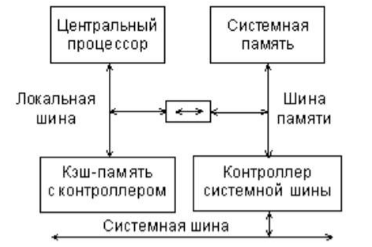 Центральный
процессор
Системная
память
Локальная
шина
Шина
памяти
Кэш-память
с контроллером
Контроллер
системной шины
Системная шина